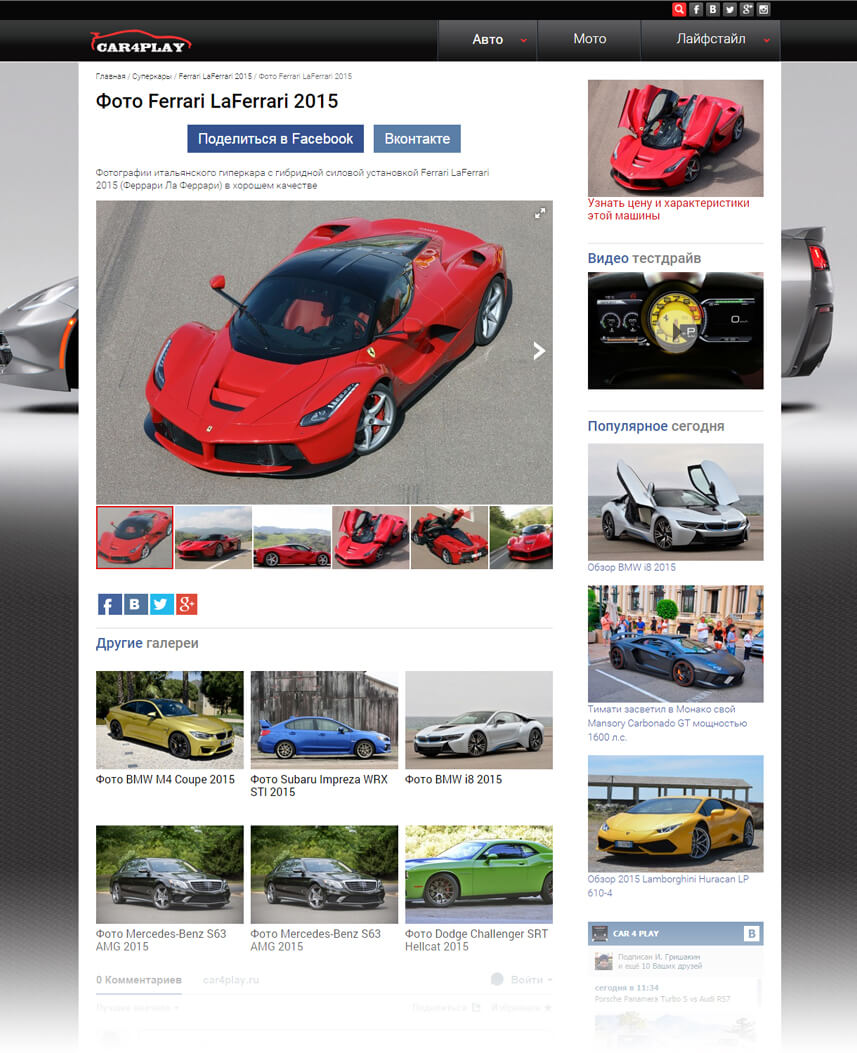 CAR4PLAY
Авто
Мото
Лайфстайл
Главная / Суперкары / Ferrari LaFerrari 2015 / Фото Ferrari LaFerrari 2015
Фото Ferrari LaFerrari 2015
Поделиться в Facebook
Вконтакте
Фотографии итальянского гиперкара с гибридной силовой установкой Ferrari LaFerrari
2015 (Феррари Ла Феррари) в хорошем качестве
Другие галереи
Фото BMW M4 Coupe 2015
Фото Subaru Impreza WRX
STI 2015
Фото BMW i8 2015
Фото Mercedes-Benz S63
AMG 2015
Фото Mercedes-Benz S63
AMG 2015
Фото Dodge Challenger SRT
Hellcat 2015
0 Комментариев
car4play.ru
Войти
Лучшее вначале
Поделиться
Избранное ★
Узнать цену и характеристики
этой машины
Видео тестдрайв
Популярное сегодня
Обзор BMW i8 2015
Тимати засветил в Монако свой
Mansory Carbonado GT мощностью
1600 л.с.
Обзор 2015 Lamborghini Huracan LP
610-4
CAR 4 PLAY
Подписан И. Гришакин
и ещё 10 Ваших друзей
сегодня в 11:34
Porsche Panamera Turbo S vs Audi RS7